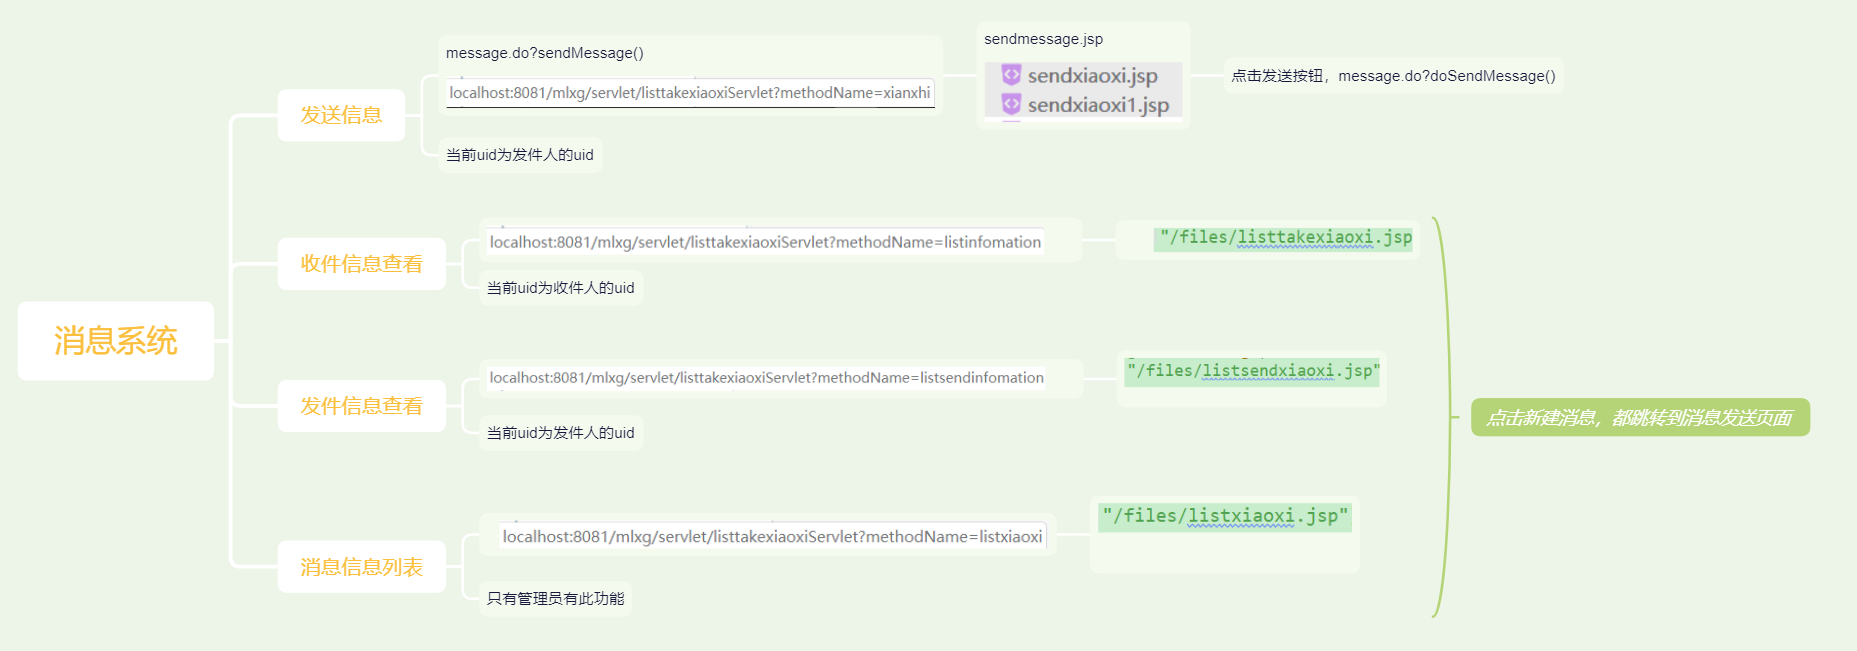 消息系统
发送信息
message.do?sendMessage()
localhost:8081/mlxg/servlet/listtakexiaoxiServlet?methodName=xianxhi
sendmessage.jsp
sendxiaoxi.jsp
sendxiaoxi1.jsp
点击发送按钮，message.do?doSendMessage()
当前uid为发件人的uid
收件信息查看
localhost:8081/mlxg/servlet/listtakexiaoxiServlet?methodName=listinfomation
"/files/listtakexiaoxi.jsp
当前uid为收件人的uid
发件信息查看
localhost:8081/mlxg/servlet/listtakexiaoxiServlet?methodName=listsendinfomation
"/files/listsendxiaoxi.jsp"
当前uid为发件人的uid
消息信息列表
localhost:8081/mlxg/servlet/listtakexiaoxiServlet?methodName=listxiaoxi
"/files/listxiaoxi.jsp"
只有管理员有此功能
点击新建消息，都跳转到消息发送页面